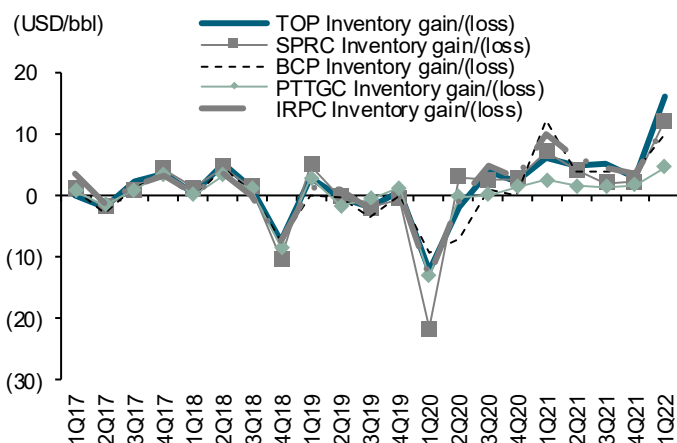 (USD/bbl)
TOP Inventory gain/(loss)
SPRC Inventory gain/(loss)
BCP Inventory gain/(loss)
PTTGC Inventory gain/(loss)
IRPC Inventory gain/(loss)
20
10
0
(10)
(20)
(30)
1Q17
2Q17
3Q17
4Q17
1Q18
2Q18
3Q18
4Q18
1Q19
2Q19
3Q19
4Q19
1Q20
2Q20
3Q20
4Q20
1Q21
2Q21
3Q21
4Q21
1Q22